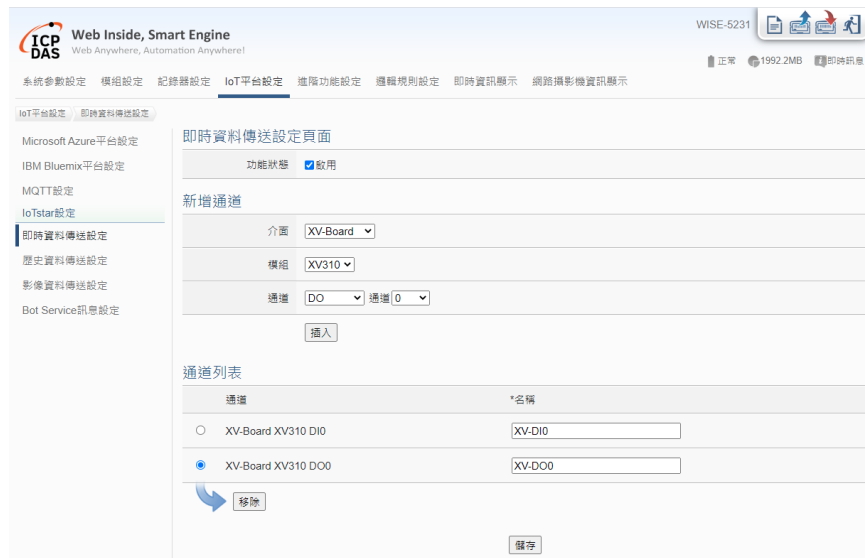 ICP DAS
Web Inside, Smart Engine
Web Anywhere, Automation Anywhere!
WISE-5231
正常 1992.2MB 即時訊息
系統參數設定 模組設定 記錄器設定 IoT平台設定 進階功能設定 邏輯規則設定 即時資訊顯示 網路攝影機資訊顯示
IoT平台設定 即時資料傳送設定
Microsoft Azure平台設定
IBM Bluemix平台設定
MQTT設定
IoTstar設定
即時資料傳送設定
歷史資料傳送設定
影像資料傳送設定
Bot Service訊息設定
即時資料傳送設定頁面
功能狀態 啟用
新增通道
介面 XV-Board
模組 XV310
通道 DO 通道 0
插入
通道列表
通道 *名稱
XV-Board XV310 DI0 XV-DI0
XV-Board XV310 DO0 XV-DO0
移除
儲存